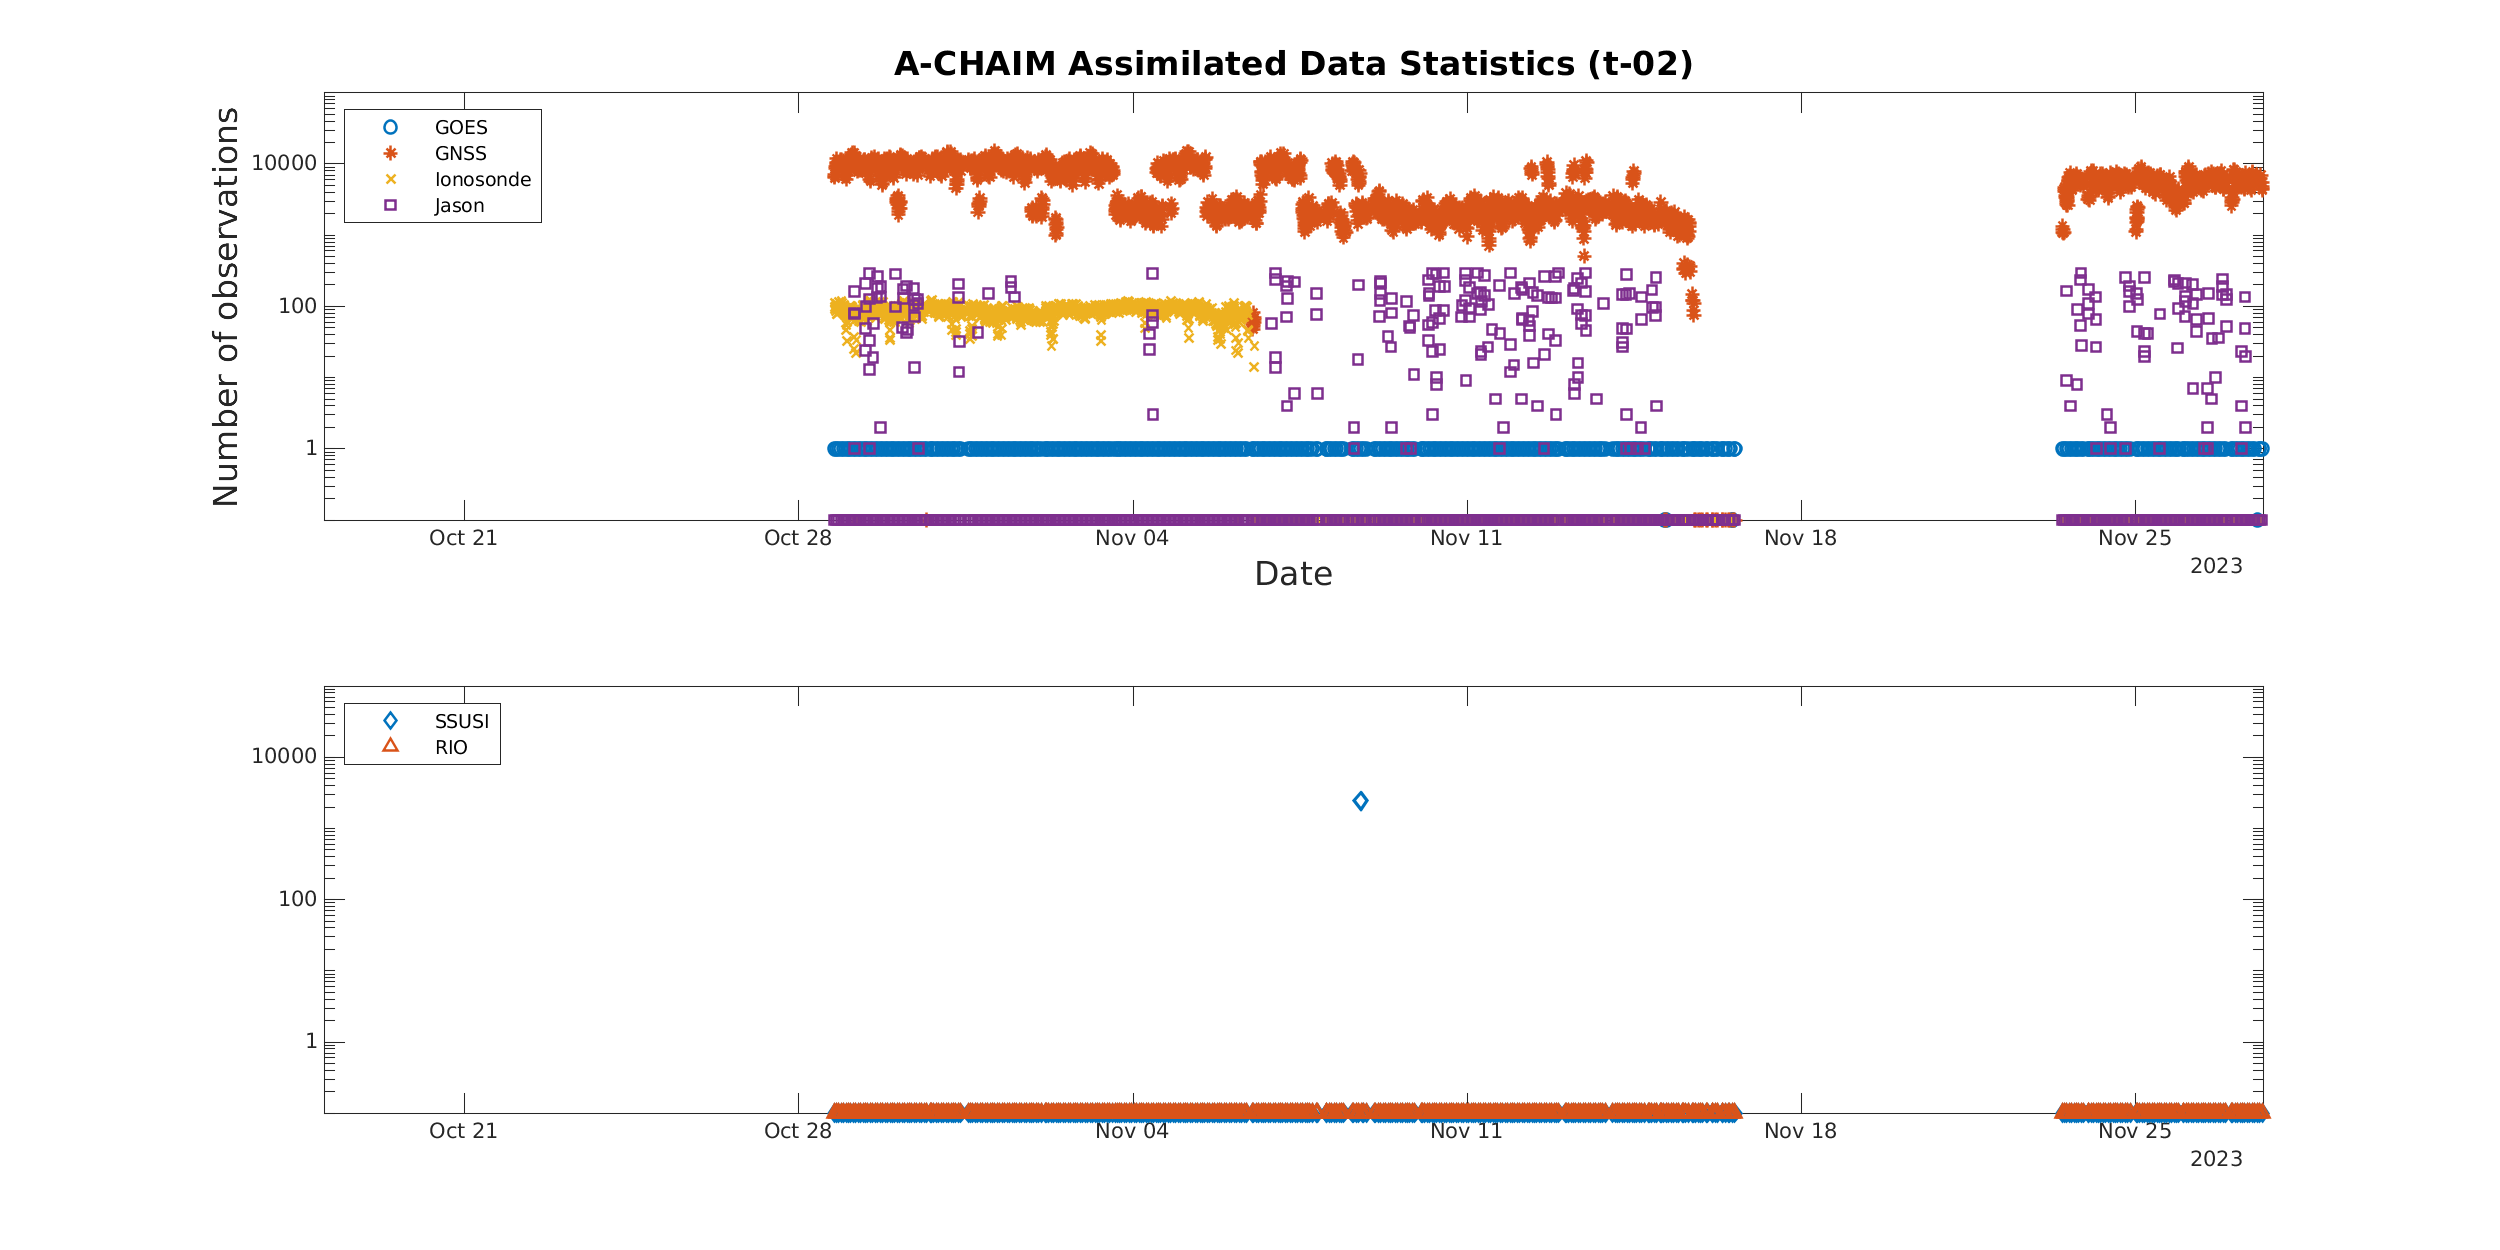 A-CHAIM Assimilated Data Statistics (t-02)
Number of observations
GOES
GNSS
Ionosonde
Jason
10000
100
1
Oct 21 Oct 28 Nov 04 Nov 11 Nov 18 Nov 25
2023
Date
SSUSI
RIO
10000
100
1
Oct 21 Oct 28 Nov 04 Nov 11 Nov 18 Nov 25
2023